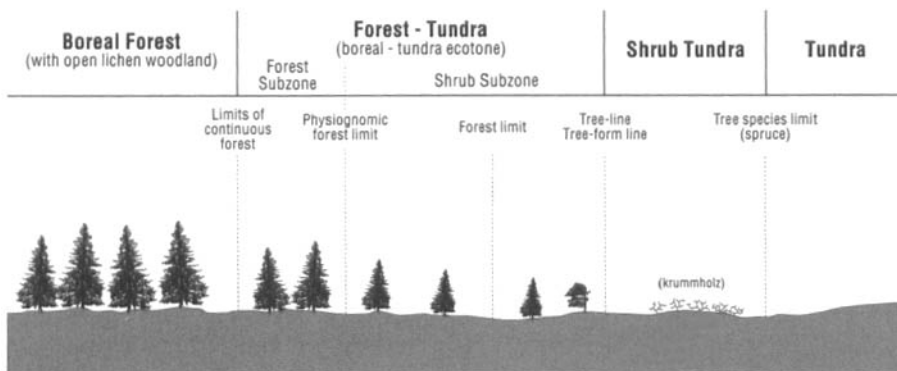 Boreal Forest
(with open lichen woodland)
Forest - Tundra
(boreal - tundra ecotone)
Forest
Subzone
Shrub Subzone
Shrub Tundra
Tundra
Limits of
continuous
forest
Physiognomic
forest limit
Forest limit
Tree-line
Tree-form line
Tree species limit
(spruce)
(krummholz)